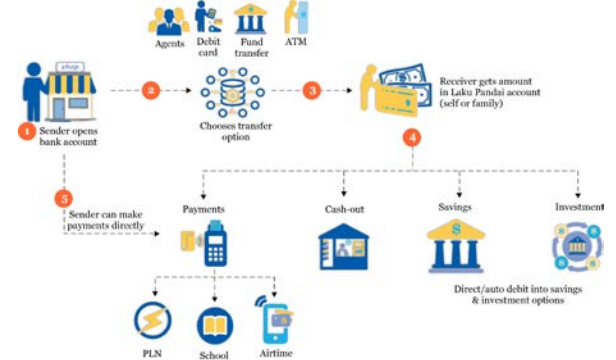 Agents
Debit
card
Fund
transfer
ATM
shop
1
Sender opens
bank account
2
Chooses transfer
option
3
Receiver gets amount
in Laku Pandai account
(self or family)
4
5
Sender can make
payments directly
Payments
Cash-out
Savings
Investment
Direct/auto debit into savings
& investment options
PLN
School
Airtime